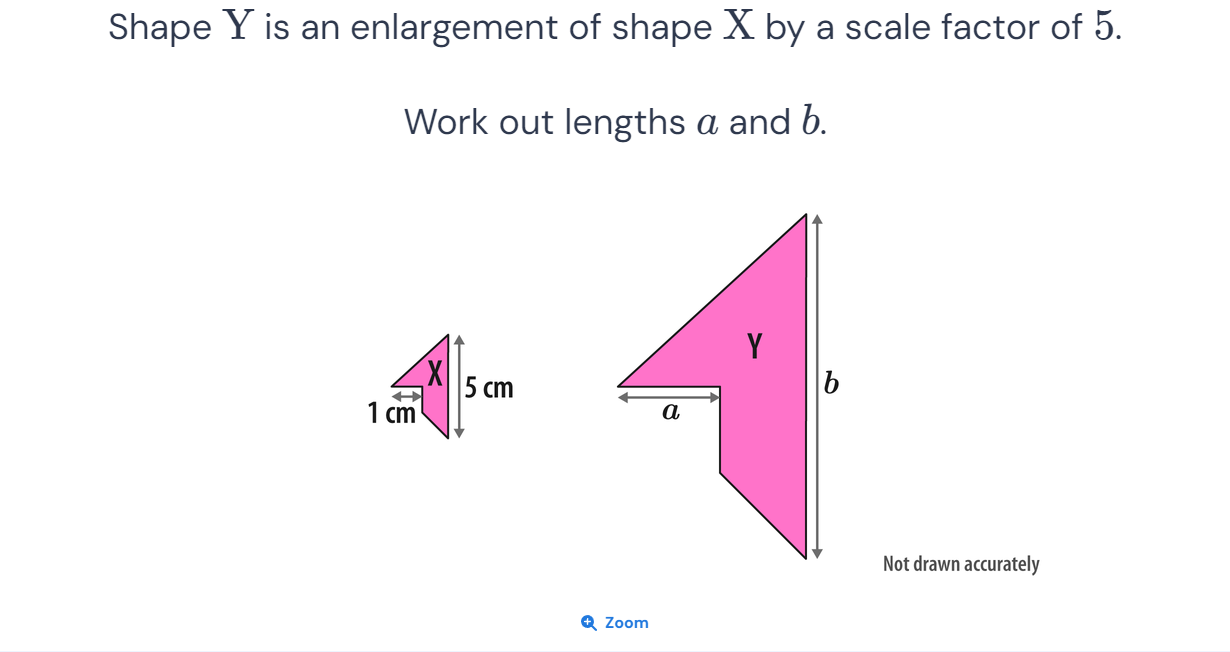 Shape Y is an enlargement of shape X by a scale factor of 5.
Work out lengths a and b.
X
5 cm
1 cm
Y
b
a
Not drawn accurately
Zoom